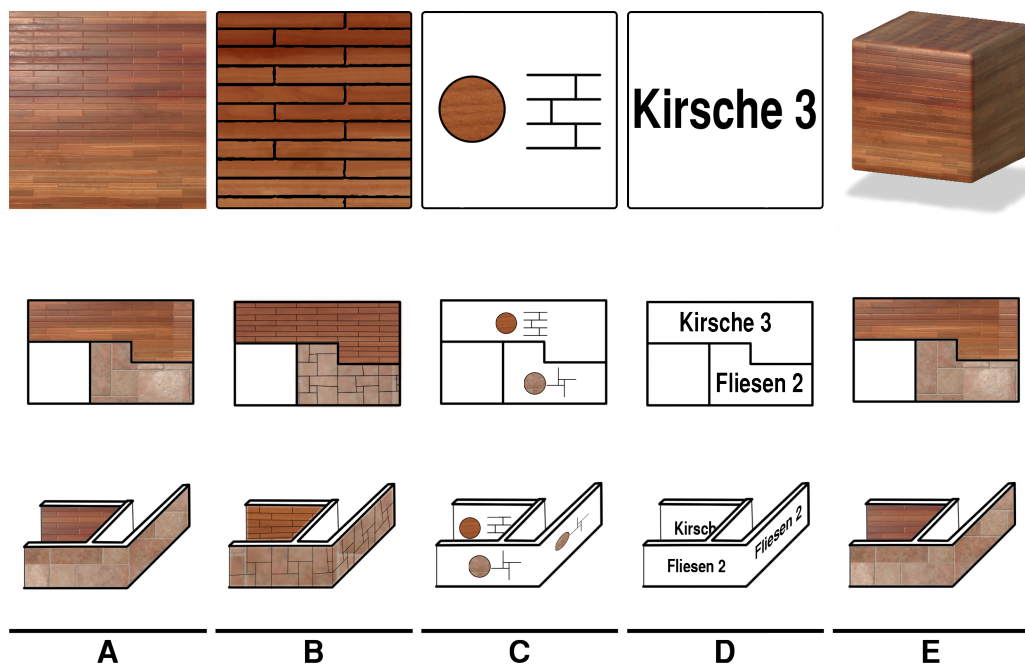 Kirsche 3
Kirsche 3
Fliesen 2
Kirsch
Fliesen 2
Fliesen 2
A
B
C
D
E